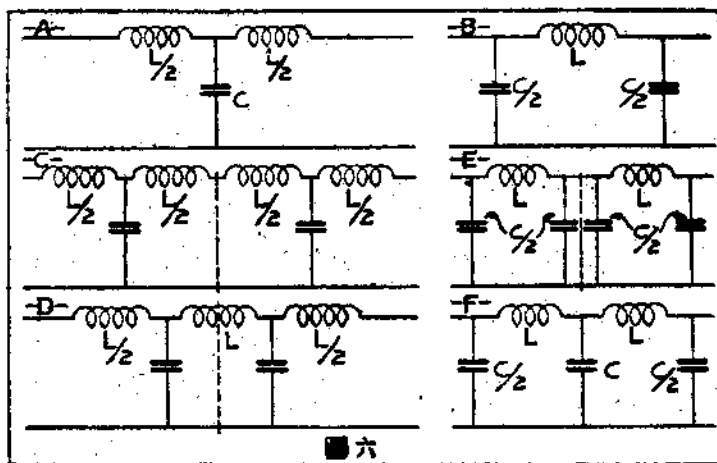 -A-
L/2 L/2
C
-B-
L
C/2 C/2
-C-
L/2 L/2 L/2 L/2
-E-
L L
C/2 C/2
-D-
L/2 L L/2
-F-
L L
C/2 C C/2
圖六